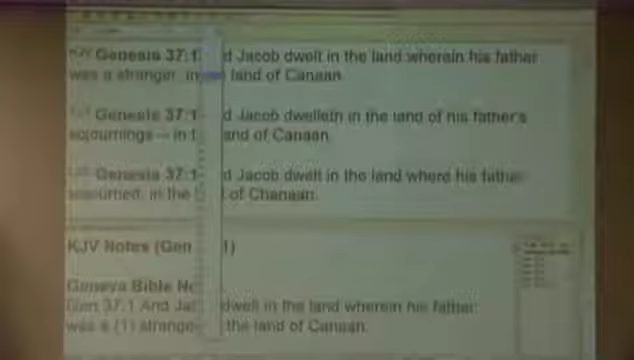 KJV Genesis 37:1 d Jacob dwelt in the land wherein his father
was a stranger, in land of Canaan.
Genesis 37:1 d Jacob dwelleth in the land of his father's
sojournings -- in t and of Canaan.
Genesis 37:1 d Jacob dwelt in the land where his father
sojourned, in the of Chanaan.
KJV Notes (Gen 1)
Geneva Bible
Gen 37:1 And dwelt in the land wherein his father
was a (1) strange the land of Canaan.